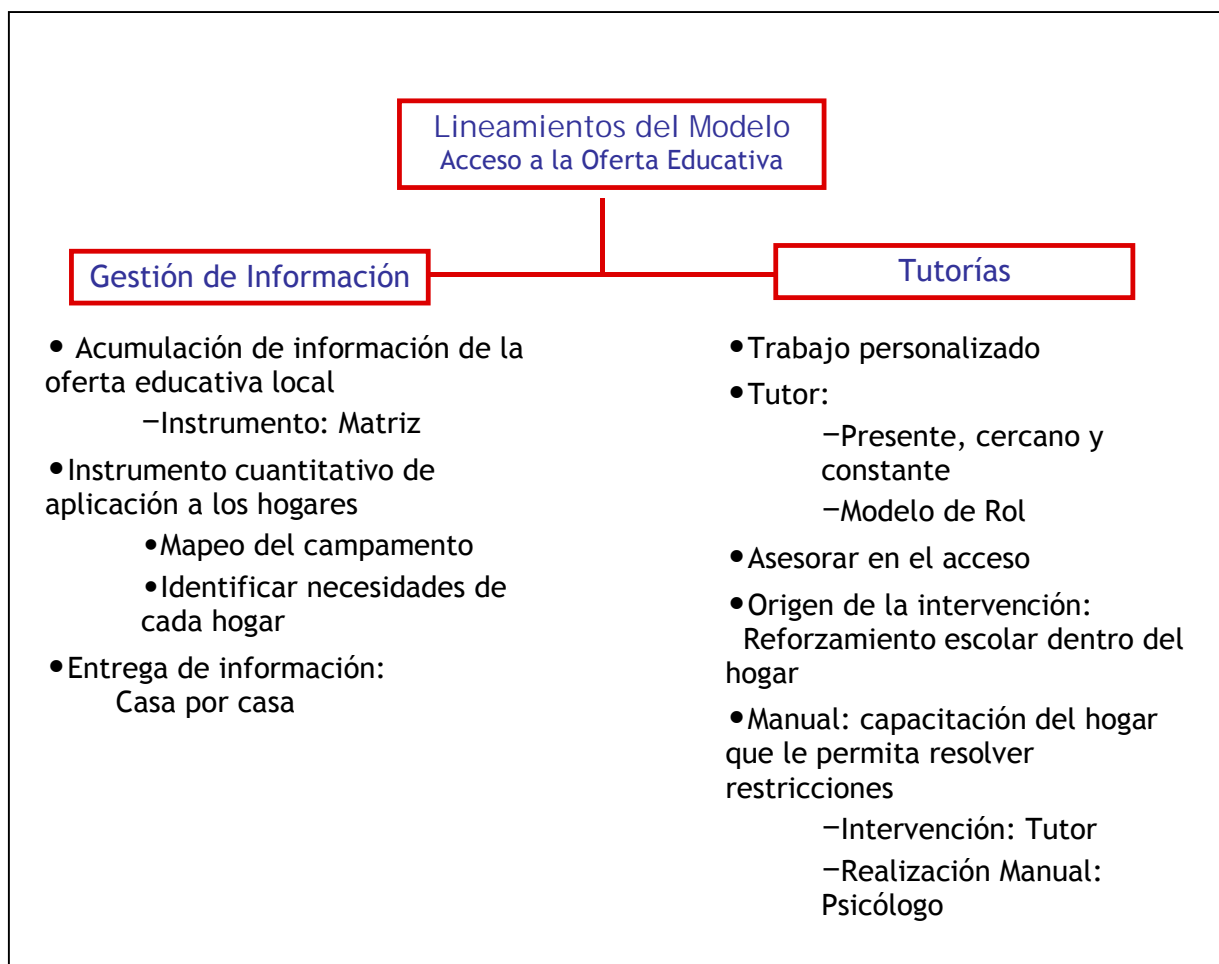 Lineamientos del Modelo
Acceso a la Oferta Educativa
Gestión de Información
• Acumulación de información de la
oferta educativa local
–Instrumento: Matriz
•Instrumento cuantitativo de
aplicación a los hogares
•Mapeo del campamento
•Identificar necesidades de
cada hogar
•Entrega de información:
Casa por casa
Tutorías
•Trabajo personalizado
•Tutor:
–Presente, cercano y
constante
–Modelo de Rol
•Asesorar en el acceso
•Origen de la intervención:
Reforzamiento escolar dentro del
hogar
•Manual: capacitación del hogar
que le permita resolver
restricciones
–Intervención: Tutor
–Realización Manual:
Psicólogo